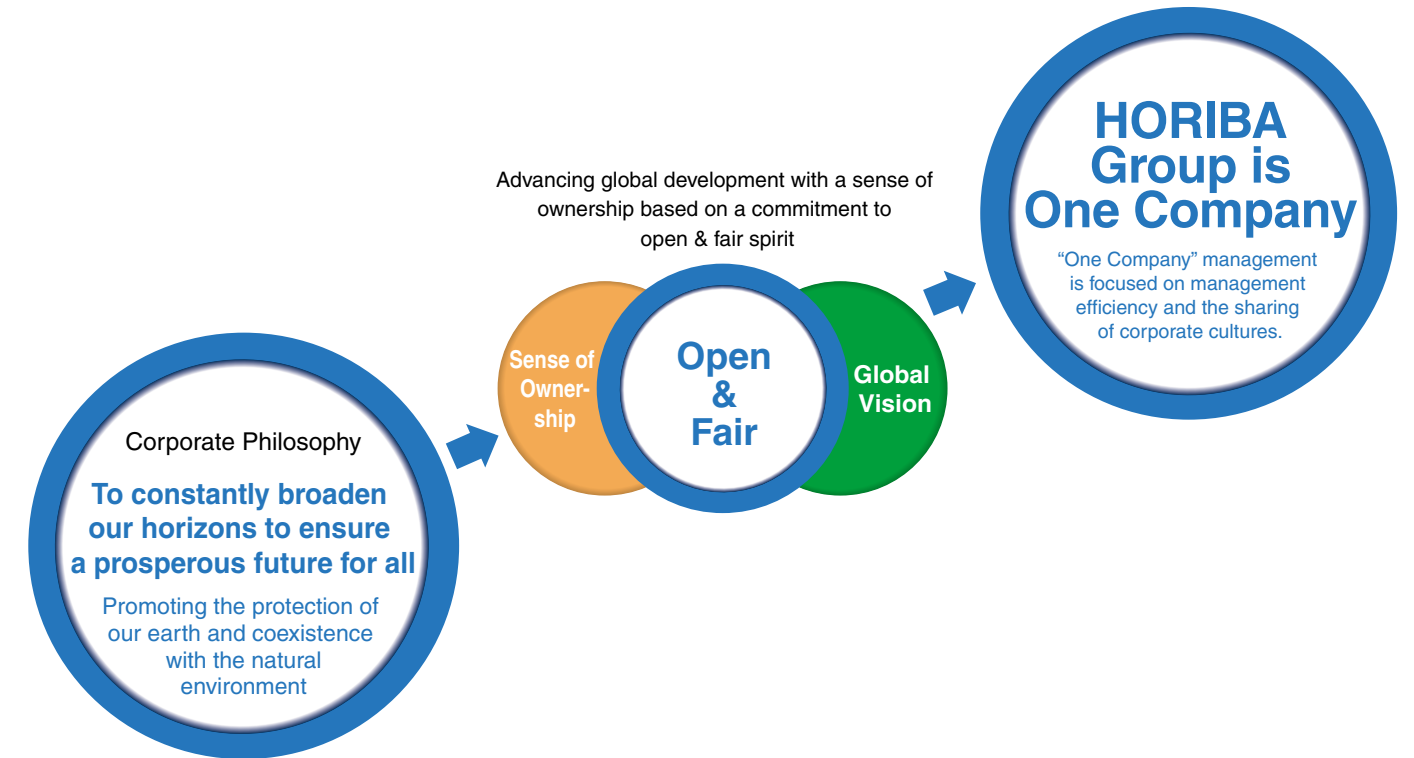 Corporate Philosophy
To constantly broaden
our horizons to ensure
a prosperous future for all
Promoting the protection of
our earth and coexistence
with the natural
environment
Advancing global development with a sense of
ownership based on a commitment to
open & fair spirit
Sense of
Owner-
ship
Open
&
Fair
Global
Vision
HORIBA
Group is
One Company
“One Company” management
is focused on management
efficiency and the sharing
of corporate cultures.